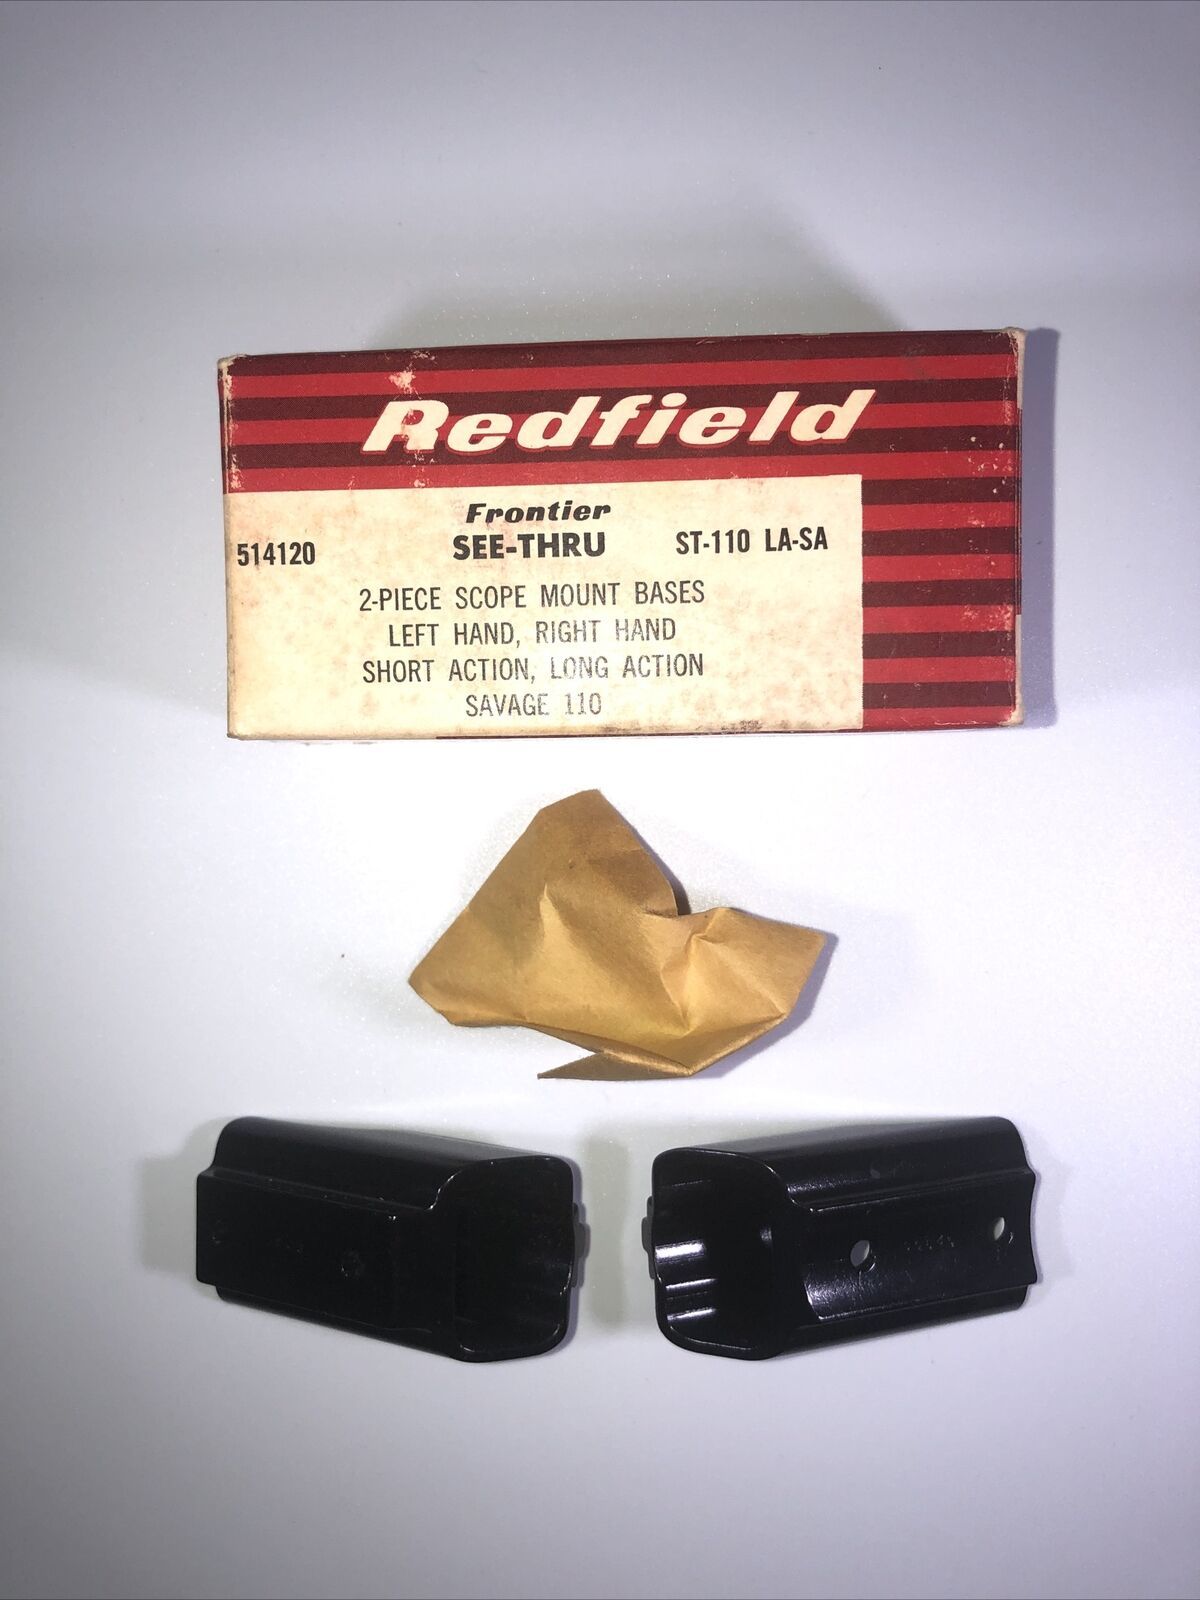 Redfield
Frontier
514120 SEE-THRU ST-110 LA-SA
2-PIECE SCOPE MOUNT BASES
LEFT HAND, RIGHT HAND
SHORT ACTION, LONG ACTION
SAVAGE 110